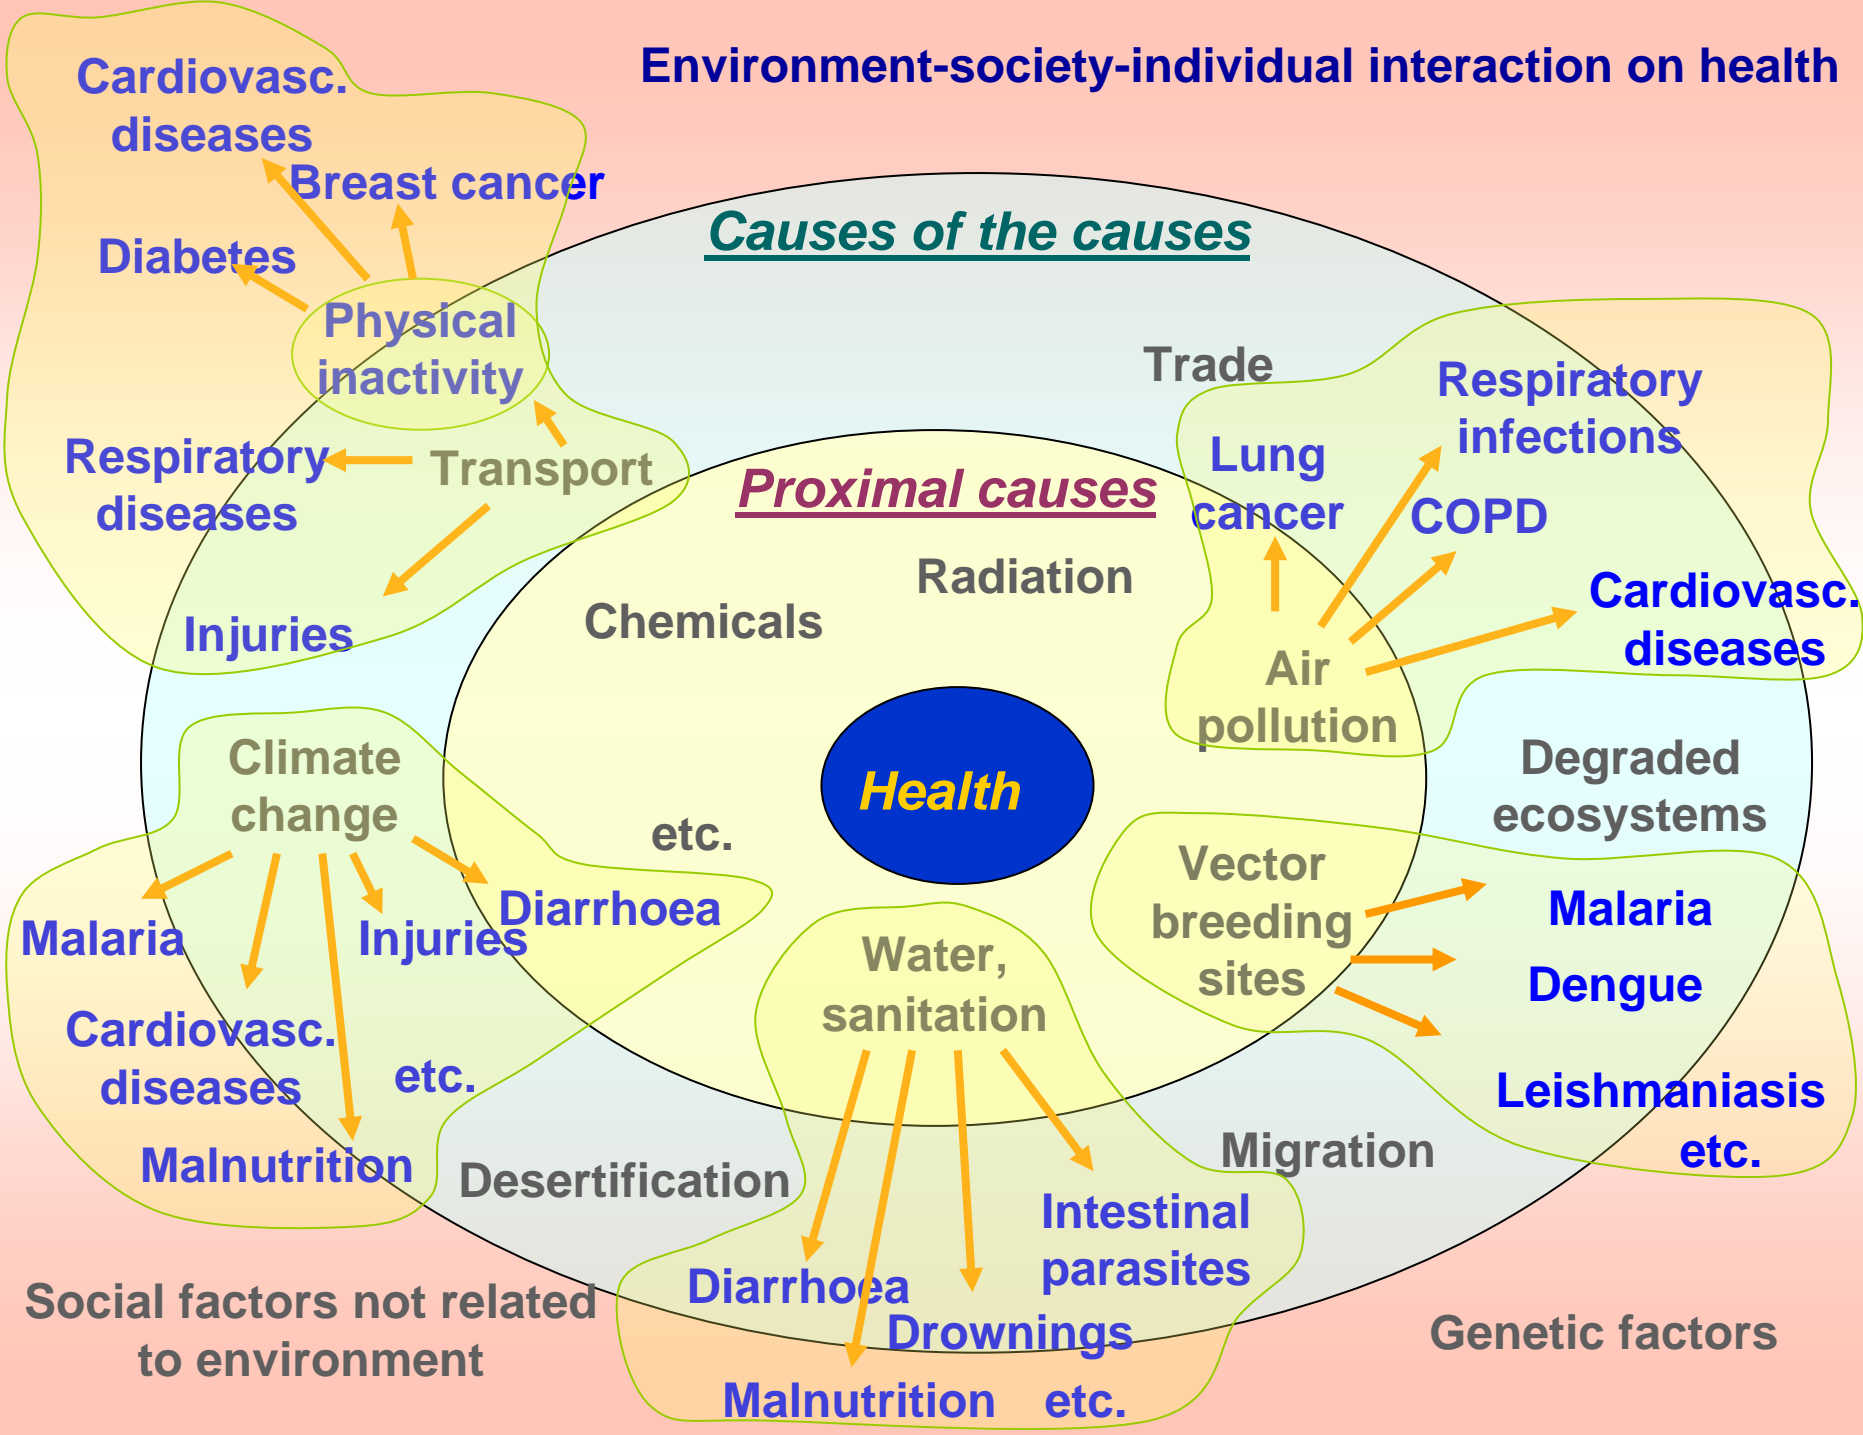 Environment-society-individual interaction on health
Cardiovasc.
diseases
Breast cancer
Diabetes
Physical
inactivity
Respiratory
diseases
Transport
Injuries
Causes of the causes
Trade
Respiratory
infections
Lung
cancer
COPD
Cardiovasc.
diseases
Air
pollution
Proximal causes
Radiation
Chemicals
Health
etc.
Climate
change
Malaria
Injuries
Diarrhoea
Cardiovasc.
diseases
etc.
Malnutrition
Degraded
ecosystems
Vector
breeding
sites
Malaria
Dengue
Leishmaniasis
etc.
Water,
sanitation
Desertification
Migration
Intestinal
parasites
Diarrhoea
Drownings
Malnutrition etc.
Social factors not related
to environment
Genetic factors